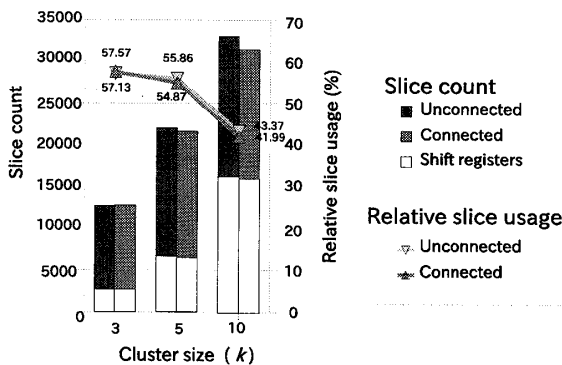 35000
30000
25000
20000
15000
10000
5000
0
Slice count
57.57
57.13
55.86
54.87
43.37
41.99
70
60
50
40
30
20
10
0
Relative slice usage (%)
3
5
10
Cluster size ( k)
Slice count
Unconnected
Connected
Shift registers
Relative slice usage
Unconnected
Connected